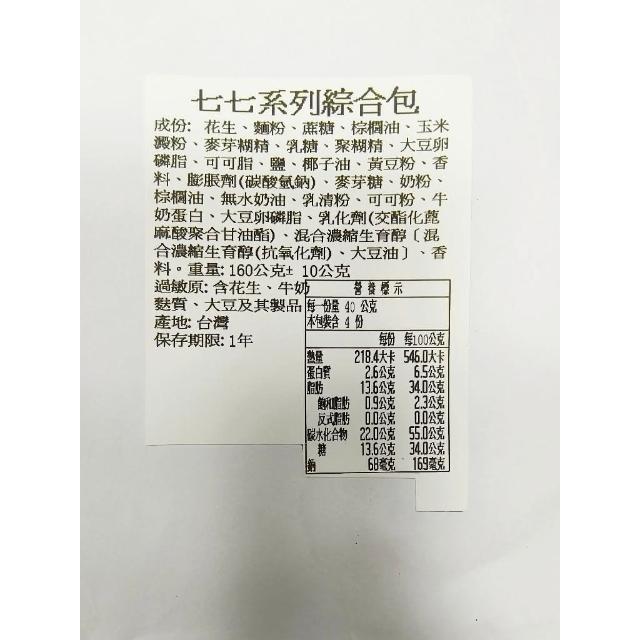 七七系列綜合包
成份: 花生、麵粉、蔗糖、棕櫚油、玉米
澱粉、麥芽糊精、乳糖、聚糊精、大豆卵
磷脂、可可脂、鹽、椰子油、黃豆粉、香
料、膨脹劑(碳酸氫鈉)、麥芽糖、奶粉、
棕櫚油、無水奶油、乳清粉、可可粉、牛
奶蛋白、大豆卵磷脂、乳化劑(交酯化蓖
麻酸聚合甘油酯)、混合濃縮生育醇〔混
合濃縮生育醇(抗氧化劑)、大豆油〕、香
料。重量:160公克± 10公克
過敏原: 含花生、牛奶
麩質、大豆及其製品
產地: 台灣
保存期限:1年
營養標示
每一份量 40 公克
本包裝含 4 份
每份 每100公克
熱量 218.4大卡 546.0大卡
蛋白質 2.6公克 6.5公克
脂肪 13.6公克 34.0公克
飽和脂肪 0.9公克 2.3公克
反式脂肪 0.0公克 0.0公克
碳水化合物 22.0公克 55.0公克
糖 13.6公克 34.0公克
鈉 68毫克 169毫克